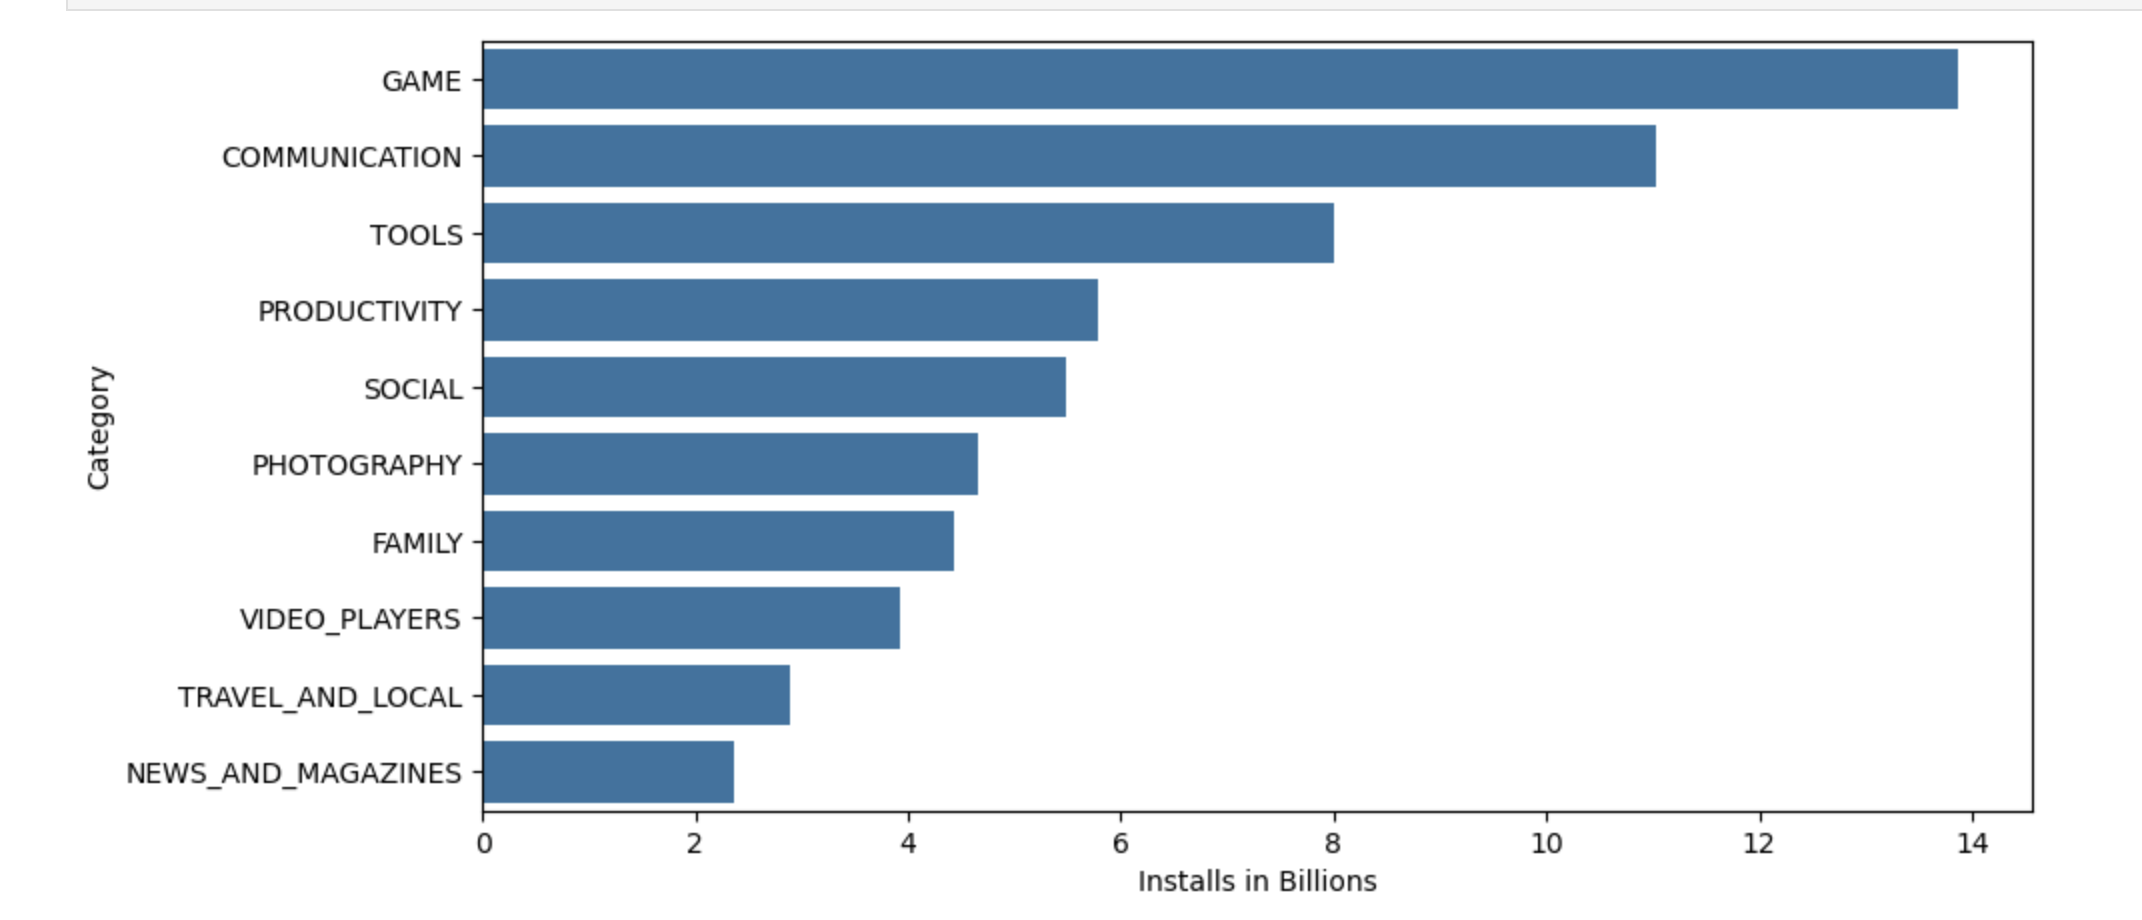 GAME
COMMUNICATION
TOOLS
PRODUCTIVITY
SOCIAL
PHOTOGRAPHY
FAMILY
VIDEO_PLAYERS
TRAVEL_AND_LOCAL
NEWS_AND_MAGAZINES
Category
0 2 4 6 8 10 12 14
Installs in Billions